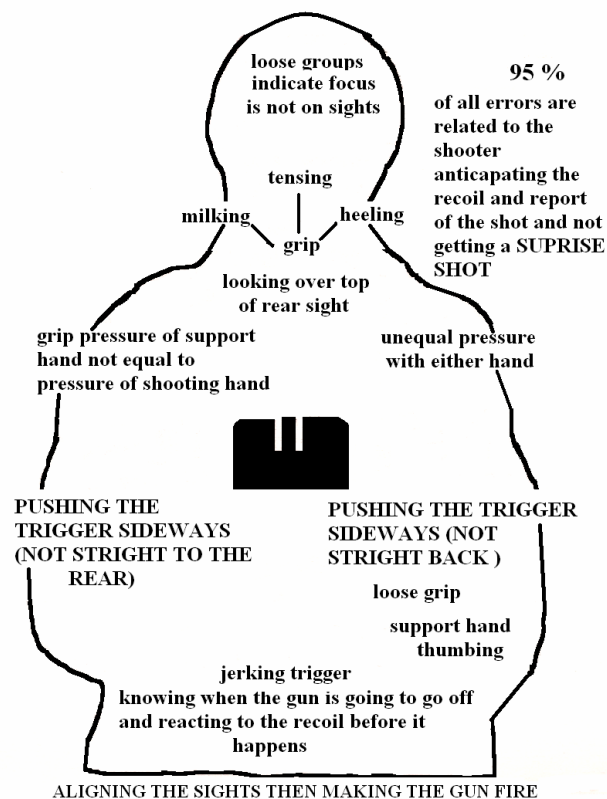 loose groups
indicate focus
is not on sights
95 %
of all errors are
related to the
shooter
anticapating the
recoil and report
of the shot and not
getting a SUPRISE
SHOT
tensing
milking
heeling
grip
looking over top
of rear sight
grip pressure of support
hand not equal to
pressure of shooting hand
unequal pressure
with either hand
PUSHING THE
TRIGGER SIDEWAYS
(NOT STRIGHT TO THE
REAR)
PUSHING THE TRIGGER
SIDEWAYS (NOT
STRIGHT BACK )
loose grip
support hand
thumbing
jerking trigger
knowing when the gun is going to go off
and reacting to the recoil before it
happens
ALIGNING THE SIGHTS THEN MAKING THE GUN FIRE